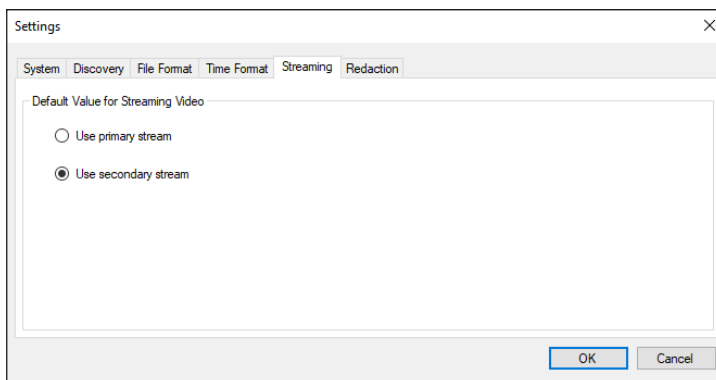 Settings
System Discovery File Format Time Format Streaming Redaction
Default Value for Streaming Video
Use primary stream
Use secondary stream
OK Cancel